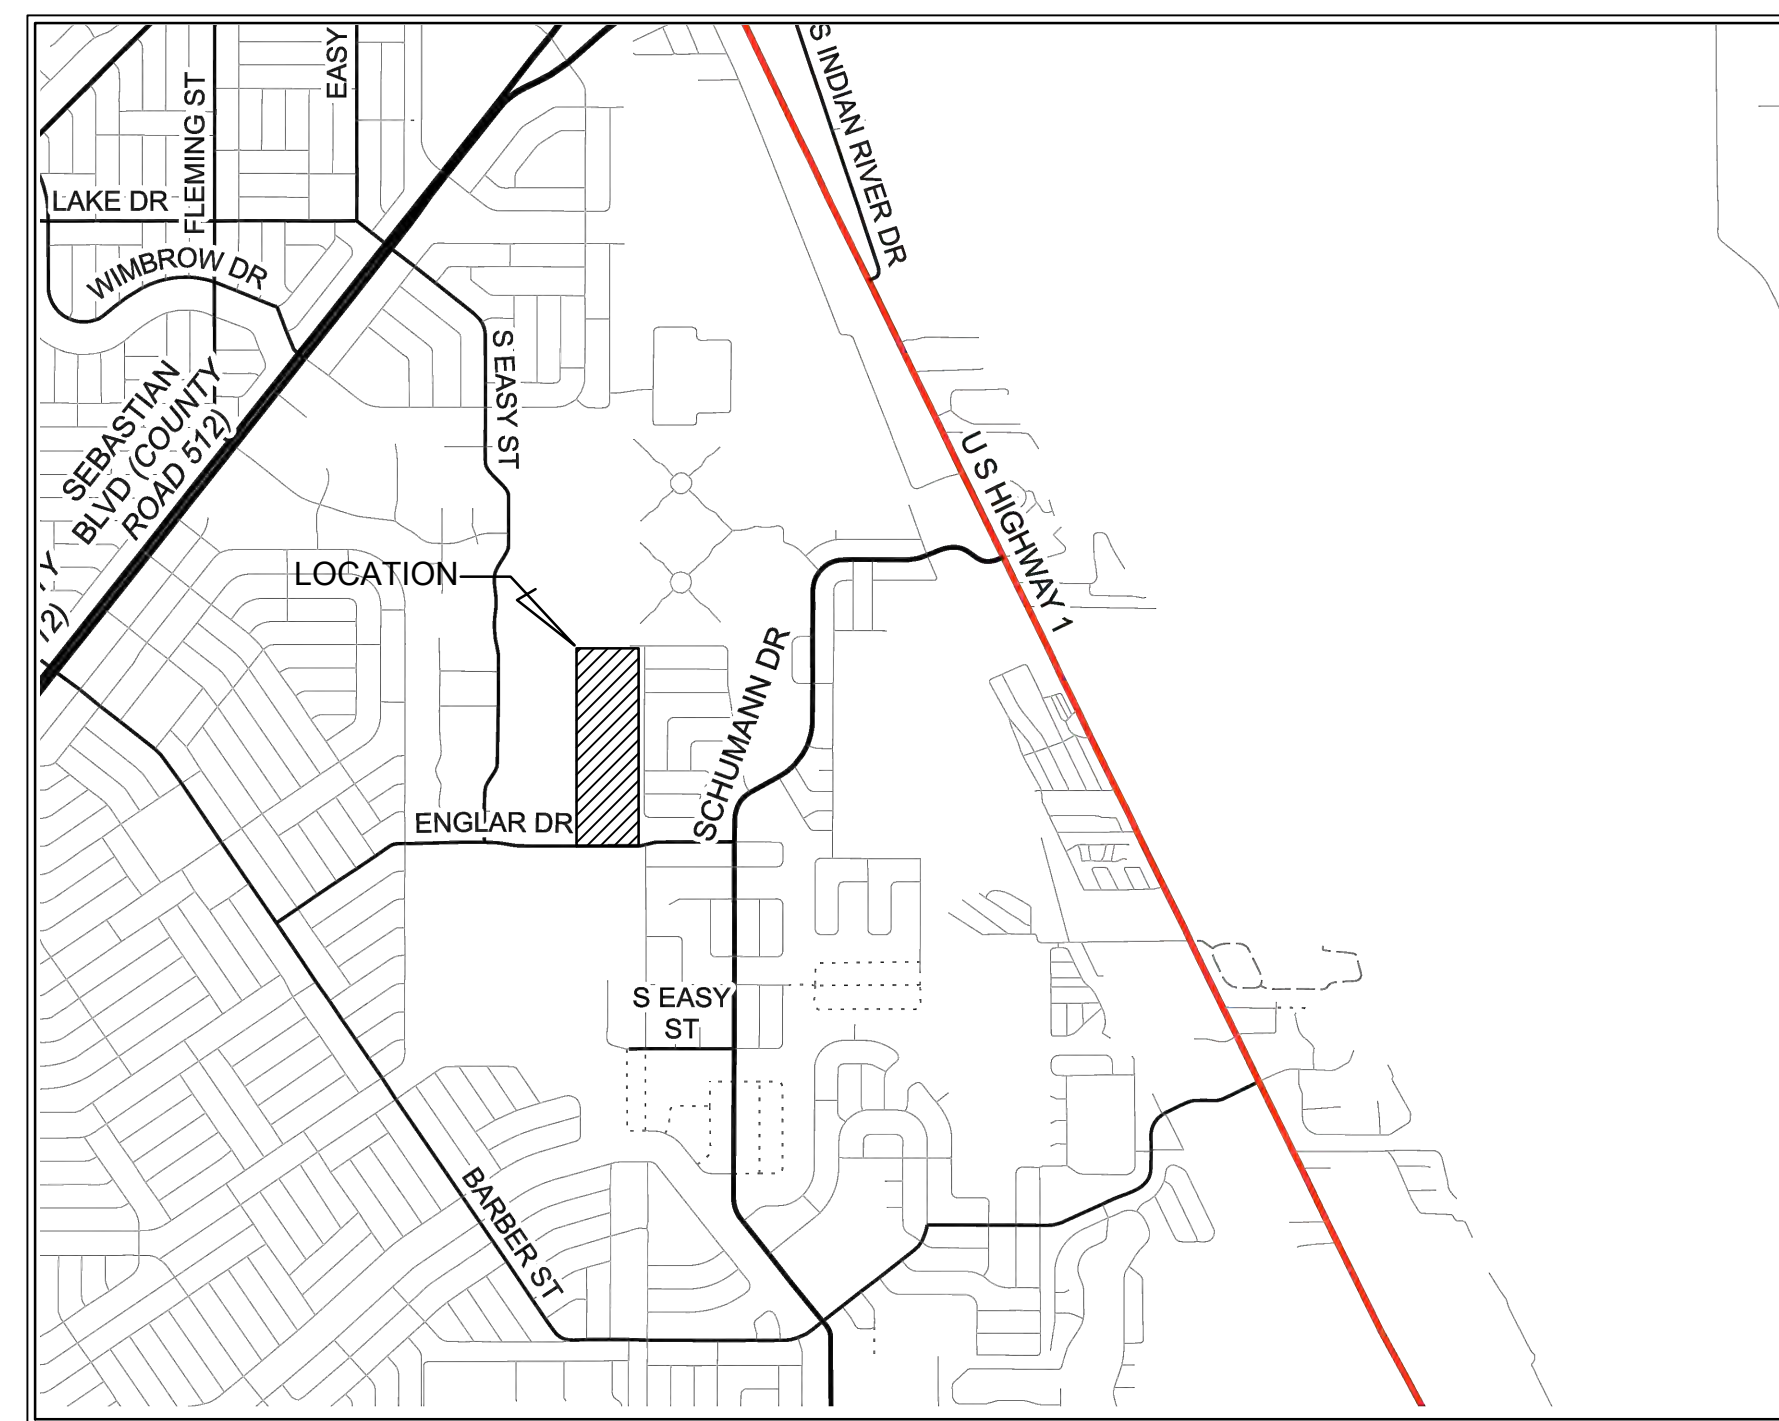 EASY
S INDIAN RIVER DR
FLEMING ST
LAKE DR
WIMBROW DR
S EASY ST
SEBASTIAN
BLVD (COUNTY
ROAD 512)
U S HIGHWAY 1
12)
LOCATION
SCHUMANN DR
ENGLAR DR
S EASY
ST
BARBER ST